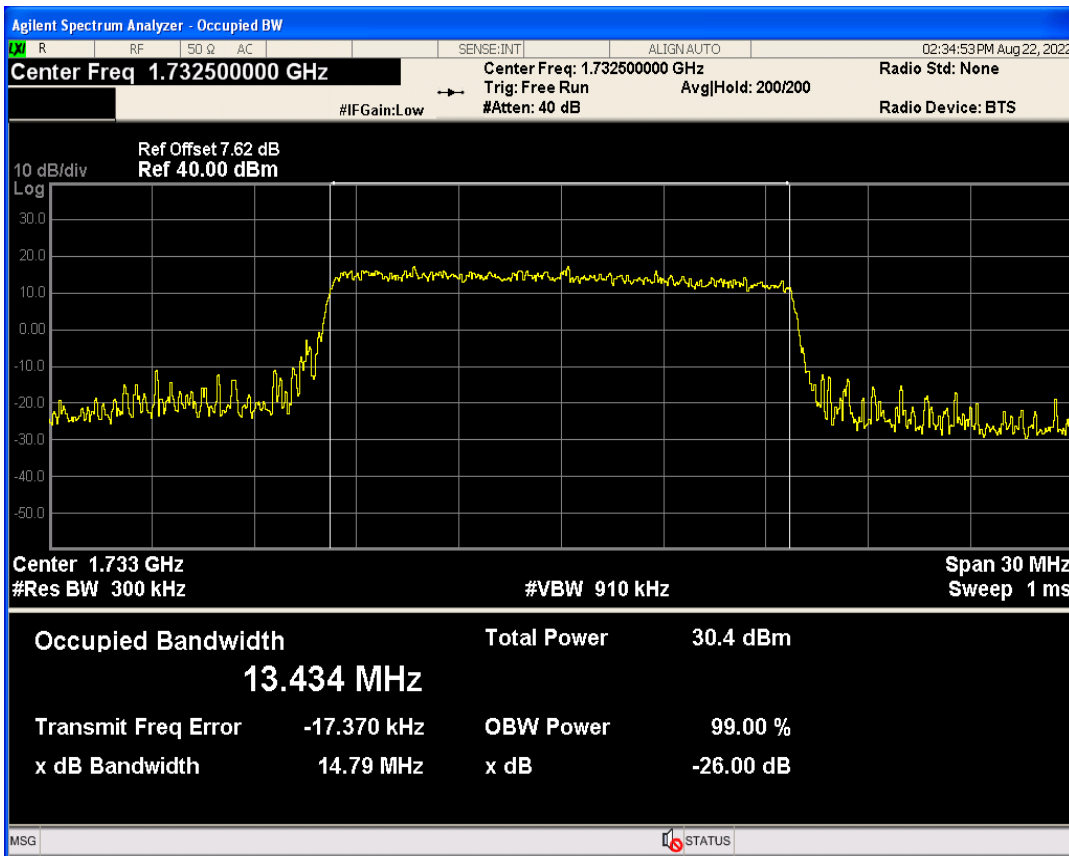 Agilent Spectrum Analyzer - Occupied BW
LXI R RF 50 Ω AC SENSE:INT ALIGN AUTO 02:34:53 PM Aug 22, 2022
Center Freq 1.732500000 GHz
Center Freq: 1.732500000 GHz
Radio Std: None
Trig: Free Run Avg|Hold: 200/200
#IFGain:Low #Atten: 40 dB Radio Device: BTS
Ref Offset 7.62 dB
10 dB/div Ref 40.00 dBm
Log
30.0
20.0
10.0
0.00
-10.0
-20.0
-30.0
-40.0
-50.0
Center 1.733 GHz Span 30 MHz
#Res BW 300 kHz #VBW 910 kHz Sweep 1 ms
Occupied Bandwidth Total Power 30.4 dBm
13.434 MHz
Transmit Freq Error -17.370 kHz OBW Power 99.00 %
x dB Bandwidth 14.79 MHz x dB -26.00 dB
MSG STATUS